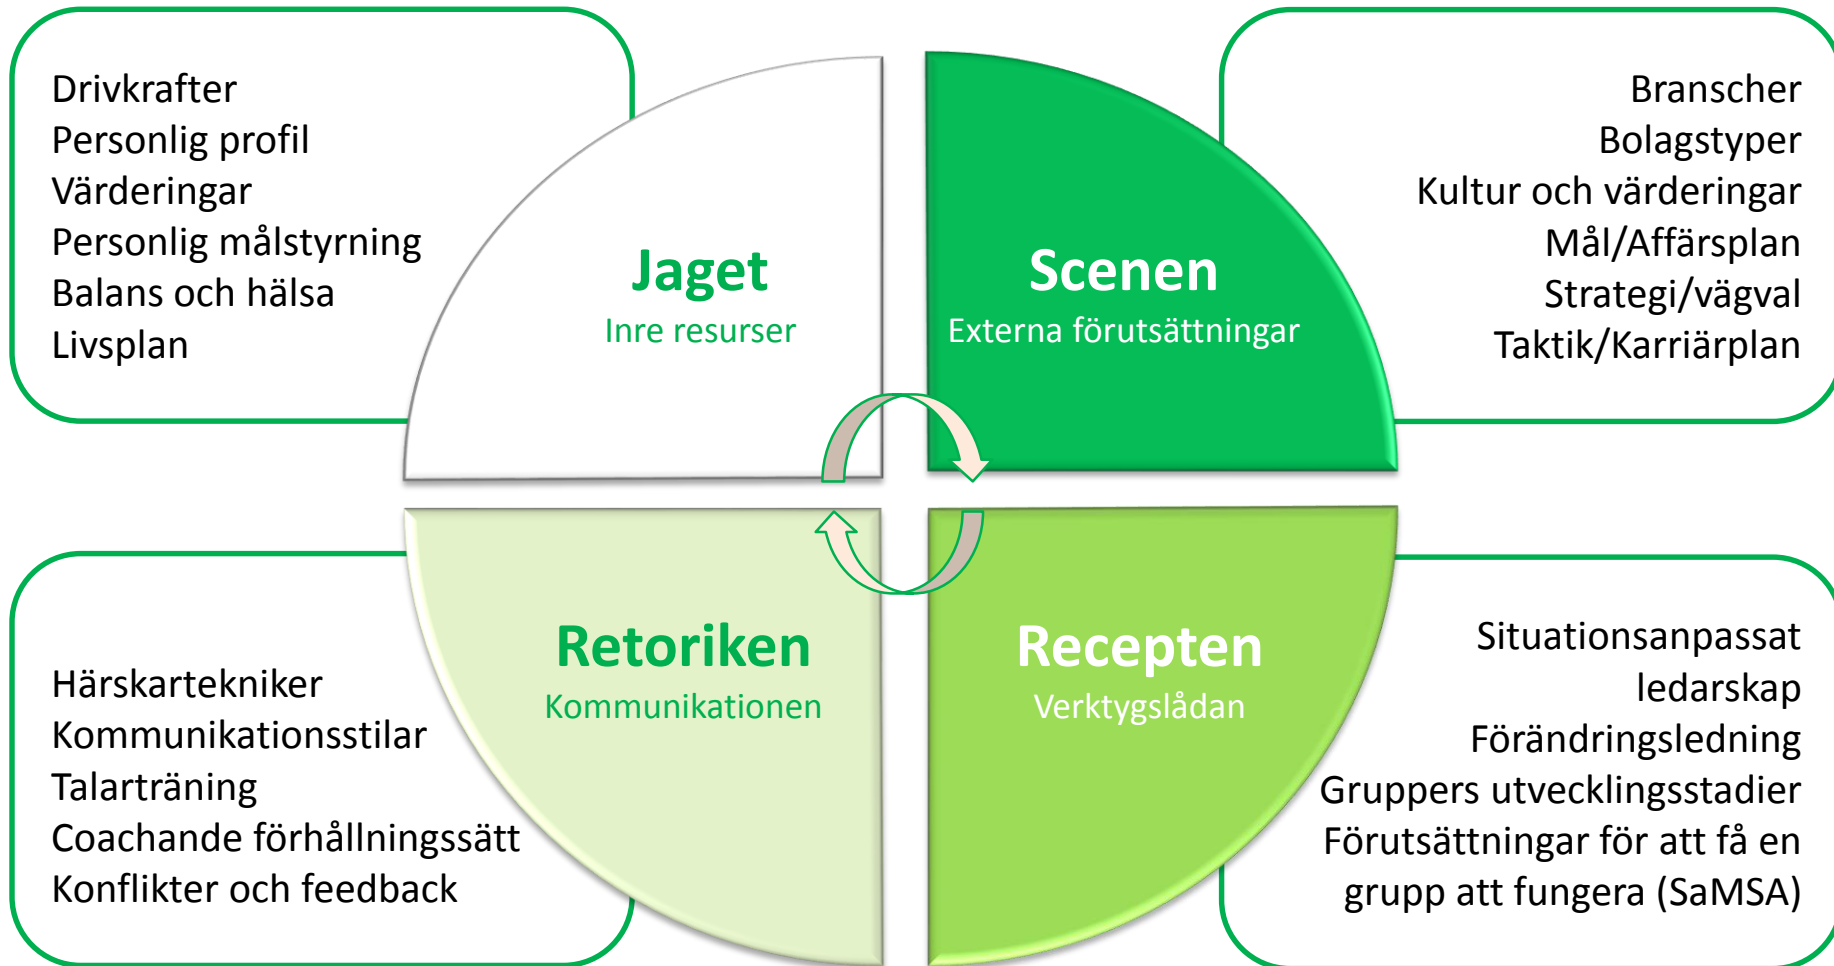 Drivkrafter
Personlig profil
Värderingar
Personlig målstyrning
Balans och hälsa
Livsplan
Jaget
Inre resurser
Scenen
Externa förutsättningar
Branscher
Bolagstyper
Kultur och värderingar
Mål/Affärsplan
Strategi/vägval
Taktik/Karriärplan
Härskartekniker
Kommunikationsstilar
Talarträning
Coachande förhållningssätt
Konflikter och feedback
Retoriken
Kommunikationen
Recepten
Verktygslådan
Situationsanpassat
ledarskap
Förändringsledning
Gruppers utvecklingsstadier
Förutsättningar för att få en
grupp att fungera (SaMSA)